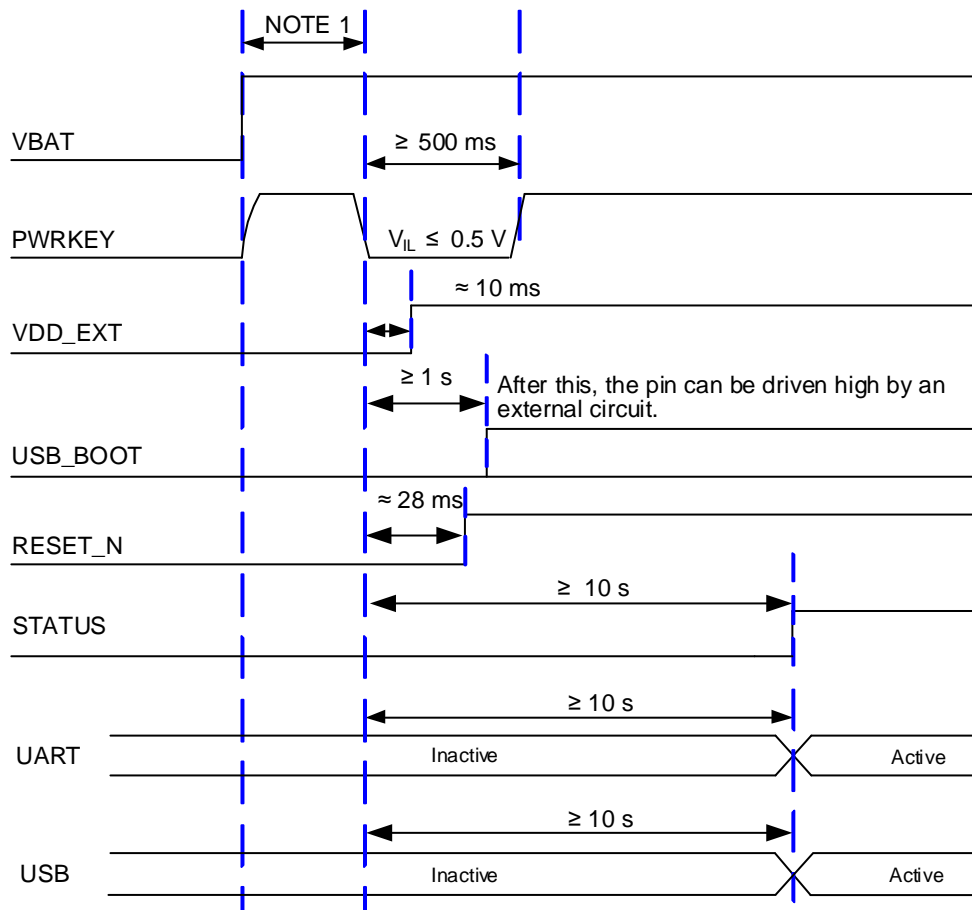 NOTE 1
VBAT
≥ 500 ms
PWRKEY
VIL ≤ 0.5 V
≈ 10 ms
VDD_EXT
≥ 1 s
After this, the pin can be driven high by an
external circuit.
USB_BOOT
≈ 28 ms
RESET_N
≥ 10 s
STATUS
≥ 10 s
UART
Inactive
Active
≥ 10 s
USB
Inactive
Active